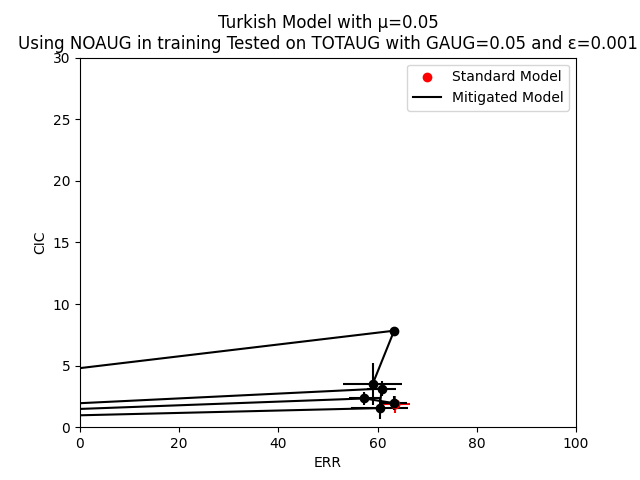 Turkish Model with μ=0.05
Using NOAUG in training Tested on TOTAUG with GAUG=0.05 and ε=0.001
30
25
20
15
10
5
0
CIC
Standard Model
Mitigated Model
0 20 40 60 80 100
ERR